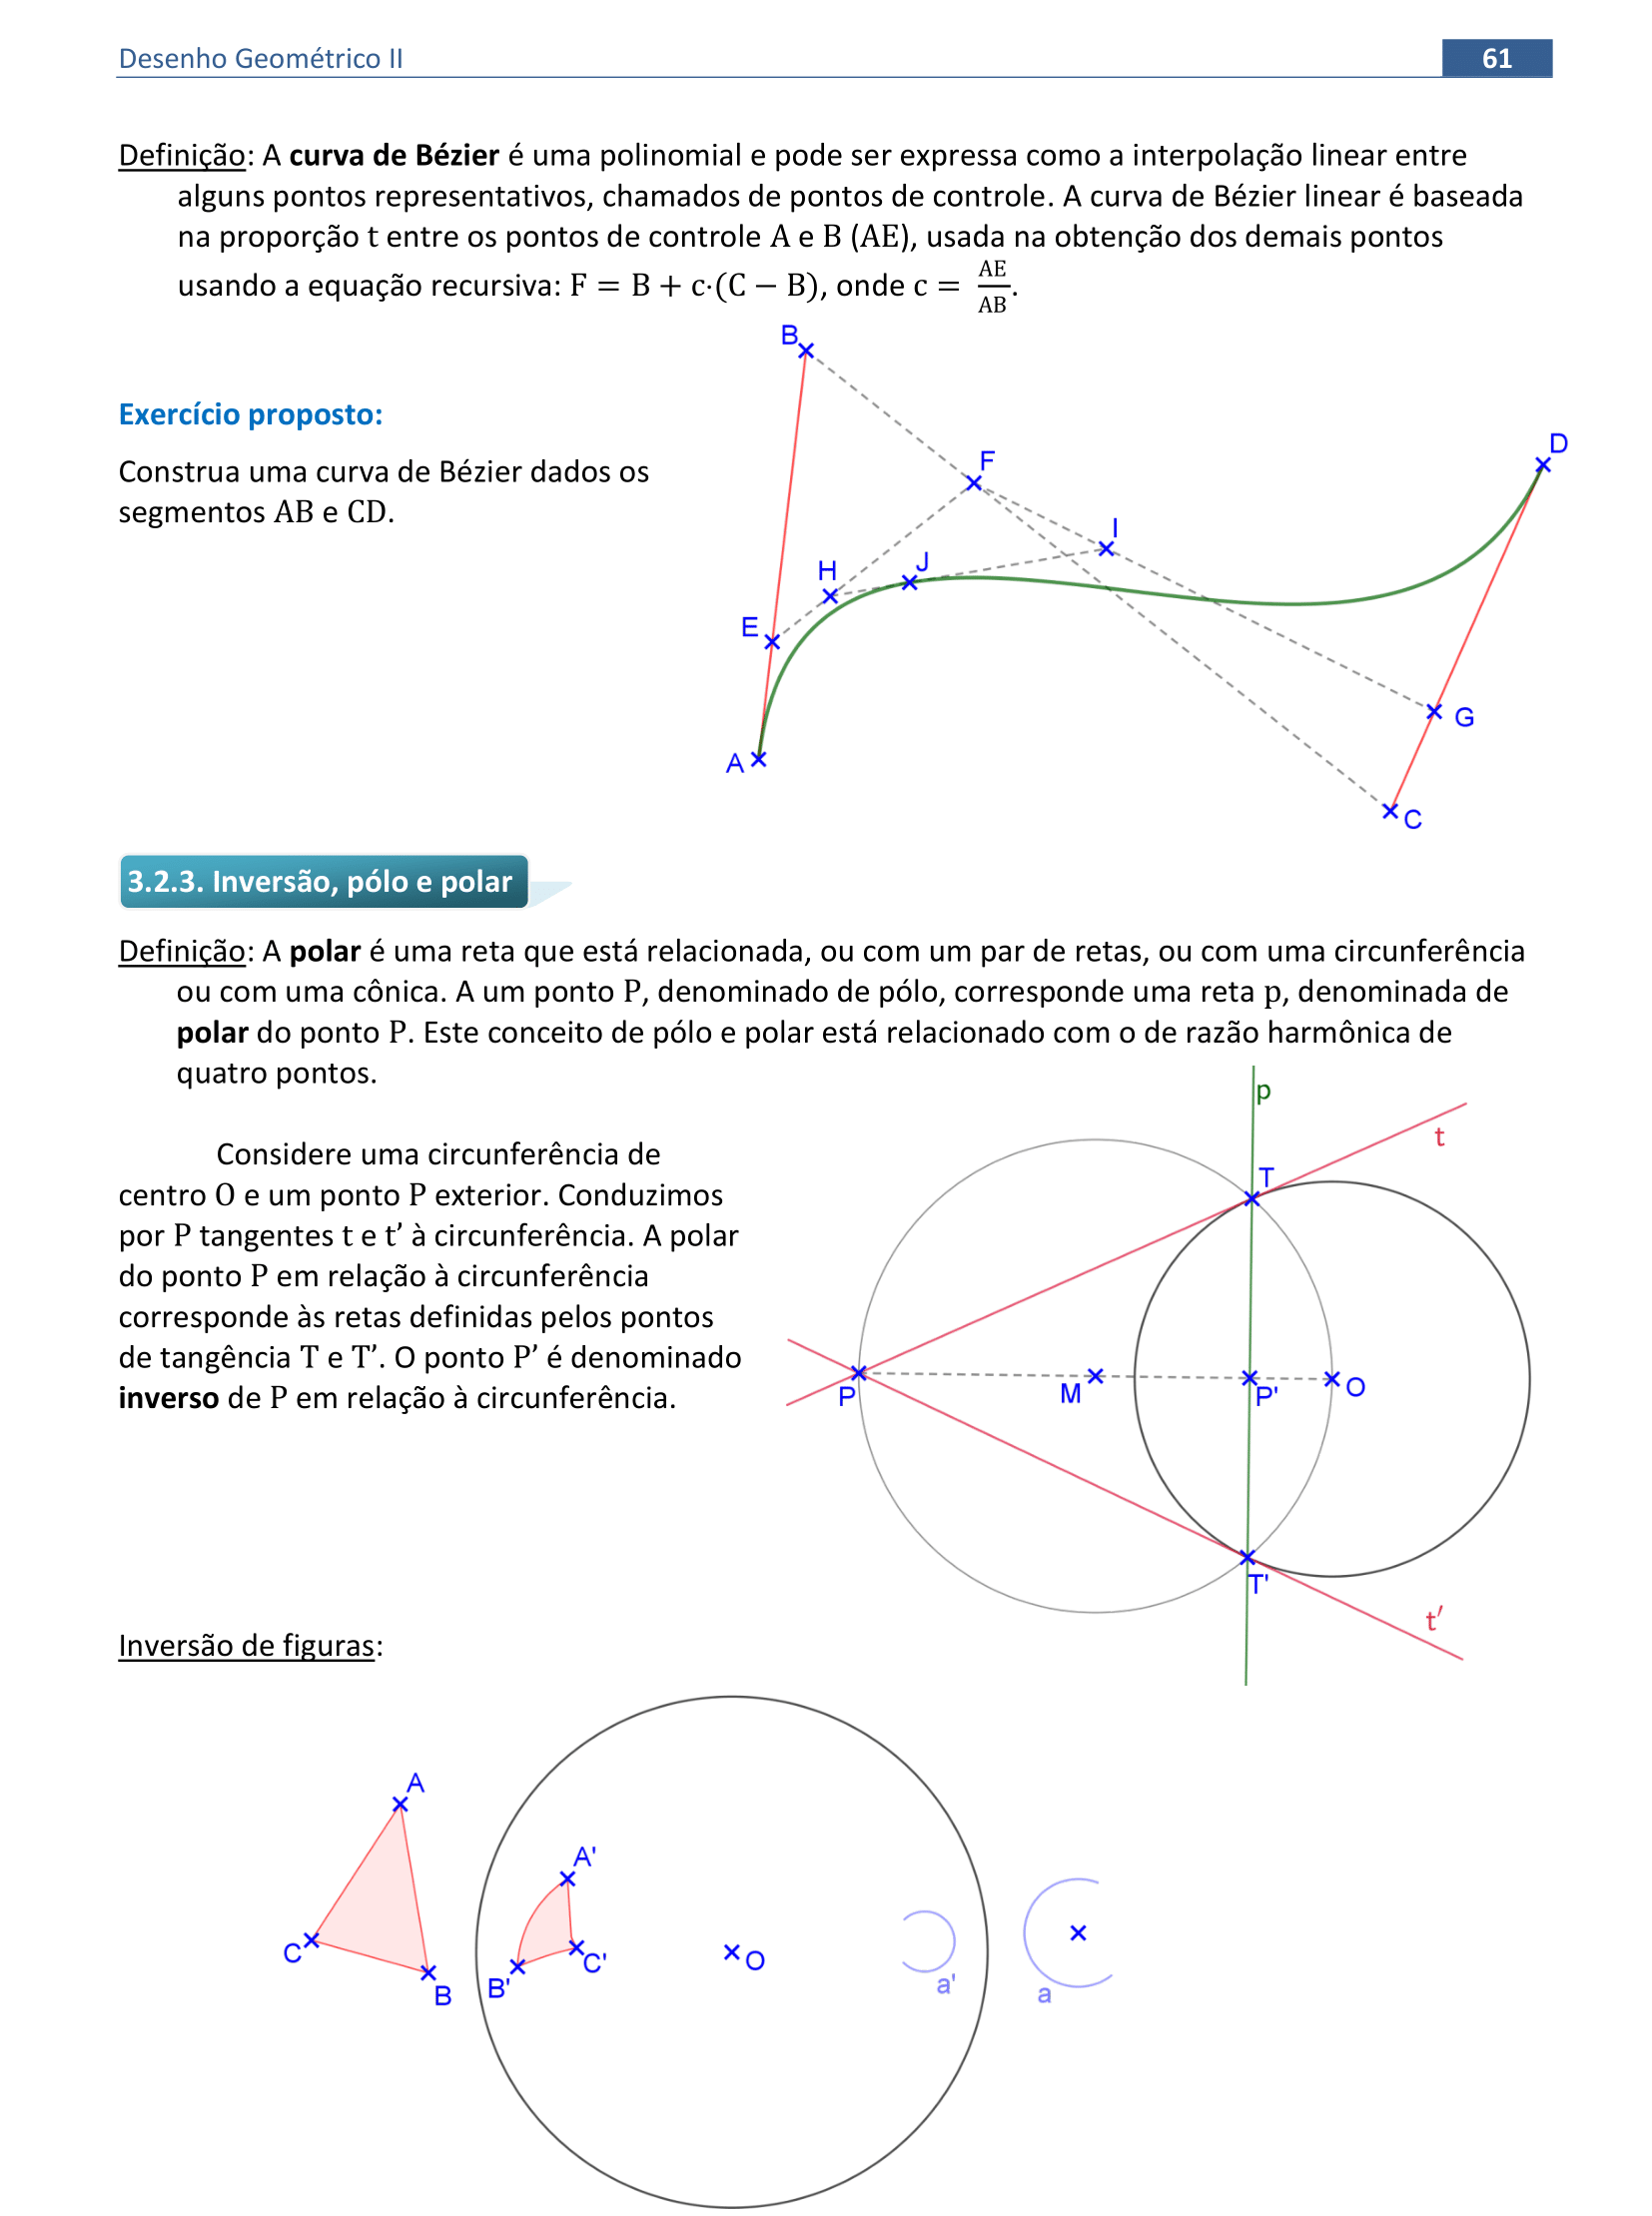 Desenho Geométrico II
61
Definição: A curva de Bézier é uma polinomial e pode ser expressa como a interpolação linear entre
alguns pontos representativos, chamados de pontos de controle. A curva de Bézier linear é baseada
na proporção t entre os pontos de controle A e B (AE), usada na obtenção dos demais pontos
usando a equação recursiva: F = B + c·(C − B), onde c = AE/AB.
B
Exercício proposto:
Construa uma curva de Bézier dados os
segmentos AB e CD.
D
F
I
J
H
E
G
A
C
3.2.3. Inversão, pólo e polar
Definição: A polar é uma reta que está relacionada, ou com um par de retas, ou com uma circunferência
ou com uma cônica. A um ponto P, denominado de pólo, corresponde uma reta p, denominada de
polar do ponto P. Este conceito de pólo e polar está relacionado com o de razão harmônica de
quatro pontos.
Considere uma circunferência de
centro O e um ponto P exterior. Conduzimos
por P tangentes t e t’ à circunferência. A polar
do ponto P em relação à circunferência
corresponde às retas definidas pelos pontos
de tangência T e T’. O ponto P’ é denominado
inverso de P em relação à circunferência.
p
t
T
P
M
P'
O
T'
t′
Inversão de figuras:
A
A'
C
B
B'
C'
O
a'
a